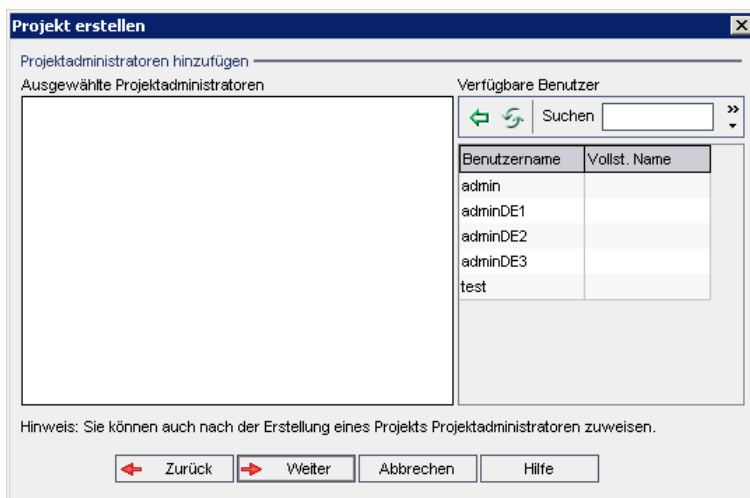 Projekt erstellen
Projektadministratoren hinzufügen
Ausgewählte Projektadministratoren
Verfügbare Benutzer
Suchen
Benutzername Vollst. Name
admin
adminDE1
adminDE2
adminDE3
test
Hinweis: Sie können auch nach der Erstellung eines Projekts Projektadministratoren zuweisen.
Zurück Weiter Abbrechen Hilfe